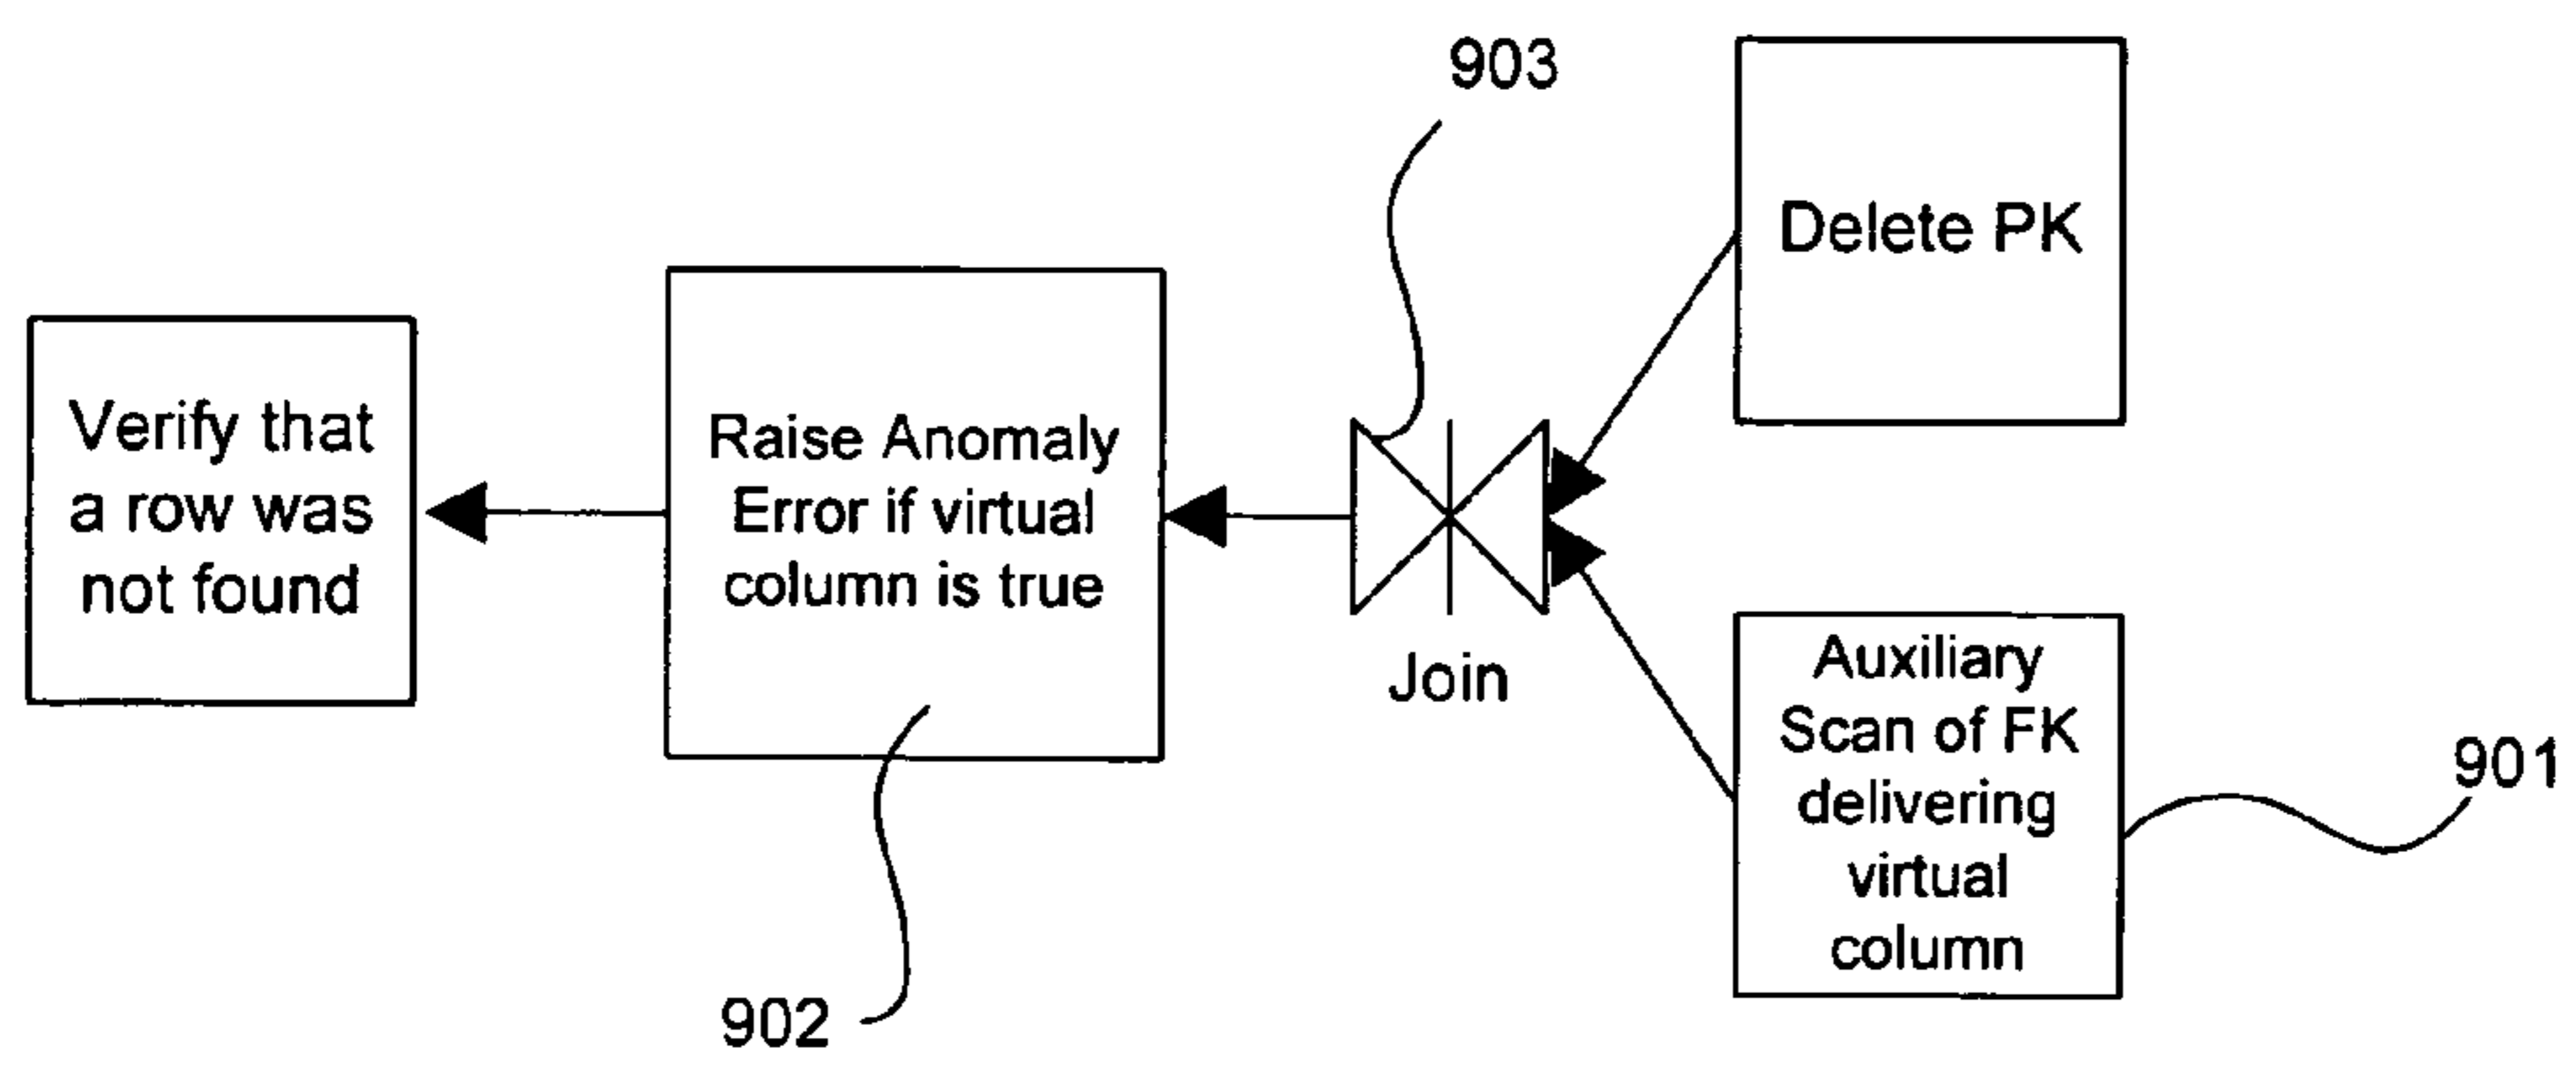 903
Delete PK
Verify that
a row was
not found
Raise Anomaly
Error if virtual
column is true
Join
Auxiliary
Scan of FK
delivering
virtual
column
901
902